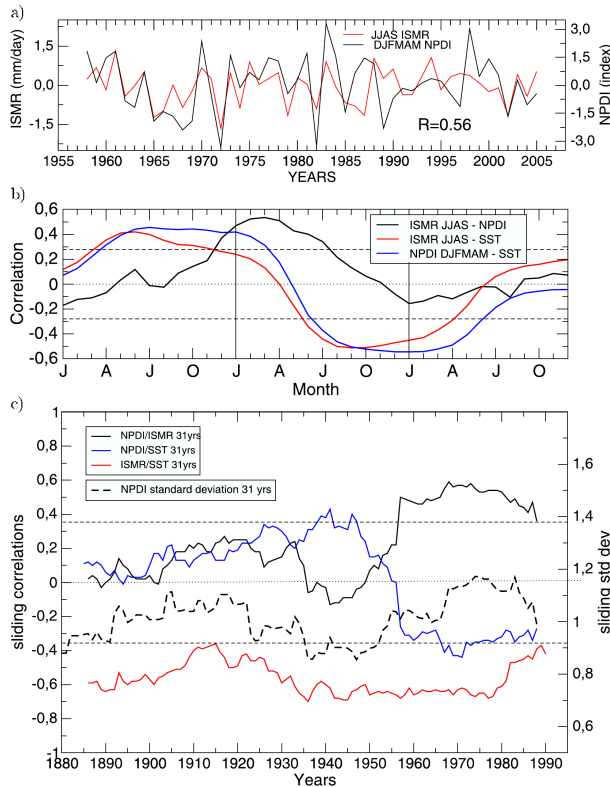 a)
JJAS ISMR
DJFMAM NPDI
ISMR (mm/day)
1,5
0,0
-1,5
3,0
1,0
-1,0
-3,0
NPDI (index)
R=0.56
1955 1960 1965 1970 1975 1980 1985 1990 1995 2000 2005
YEARS
b)
Correlation
0,6
0,4
0,2
0
-0,2
-0,4
-0,6
ISMR JJAS - NPDI
ISMR JJAS - SST
NPDI DJFMAM - SST
J A J O J A J O J A J O
Month
c)
sliding correlations
1
0,8
0,6
0,4
0,2
0
-0,2
-0,4
-0,6
-0,8
-1
NPDI/ISMR 31yrs
NPDI/SST 31yrs
ISMR/SST 31yrs
NPDI standard deviation 31 yrs
1,6
1,4
1,2
1
0,8
0,6
sliding std dev
1880 1890 1900 1910 1920 1930 1940 1950 1960 1970 1980 1990
Years